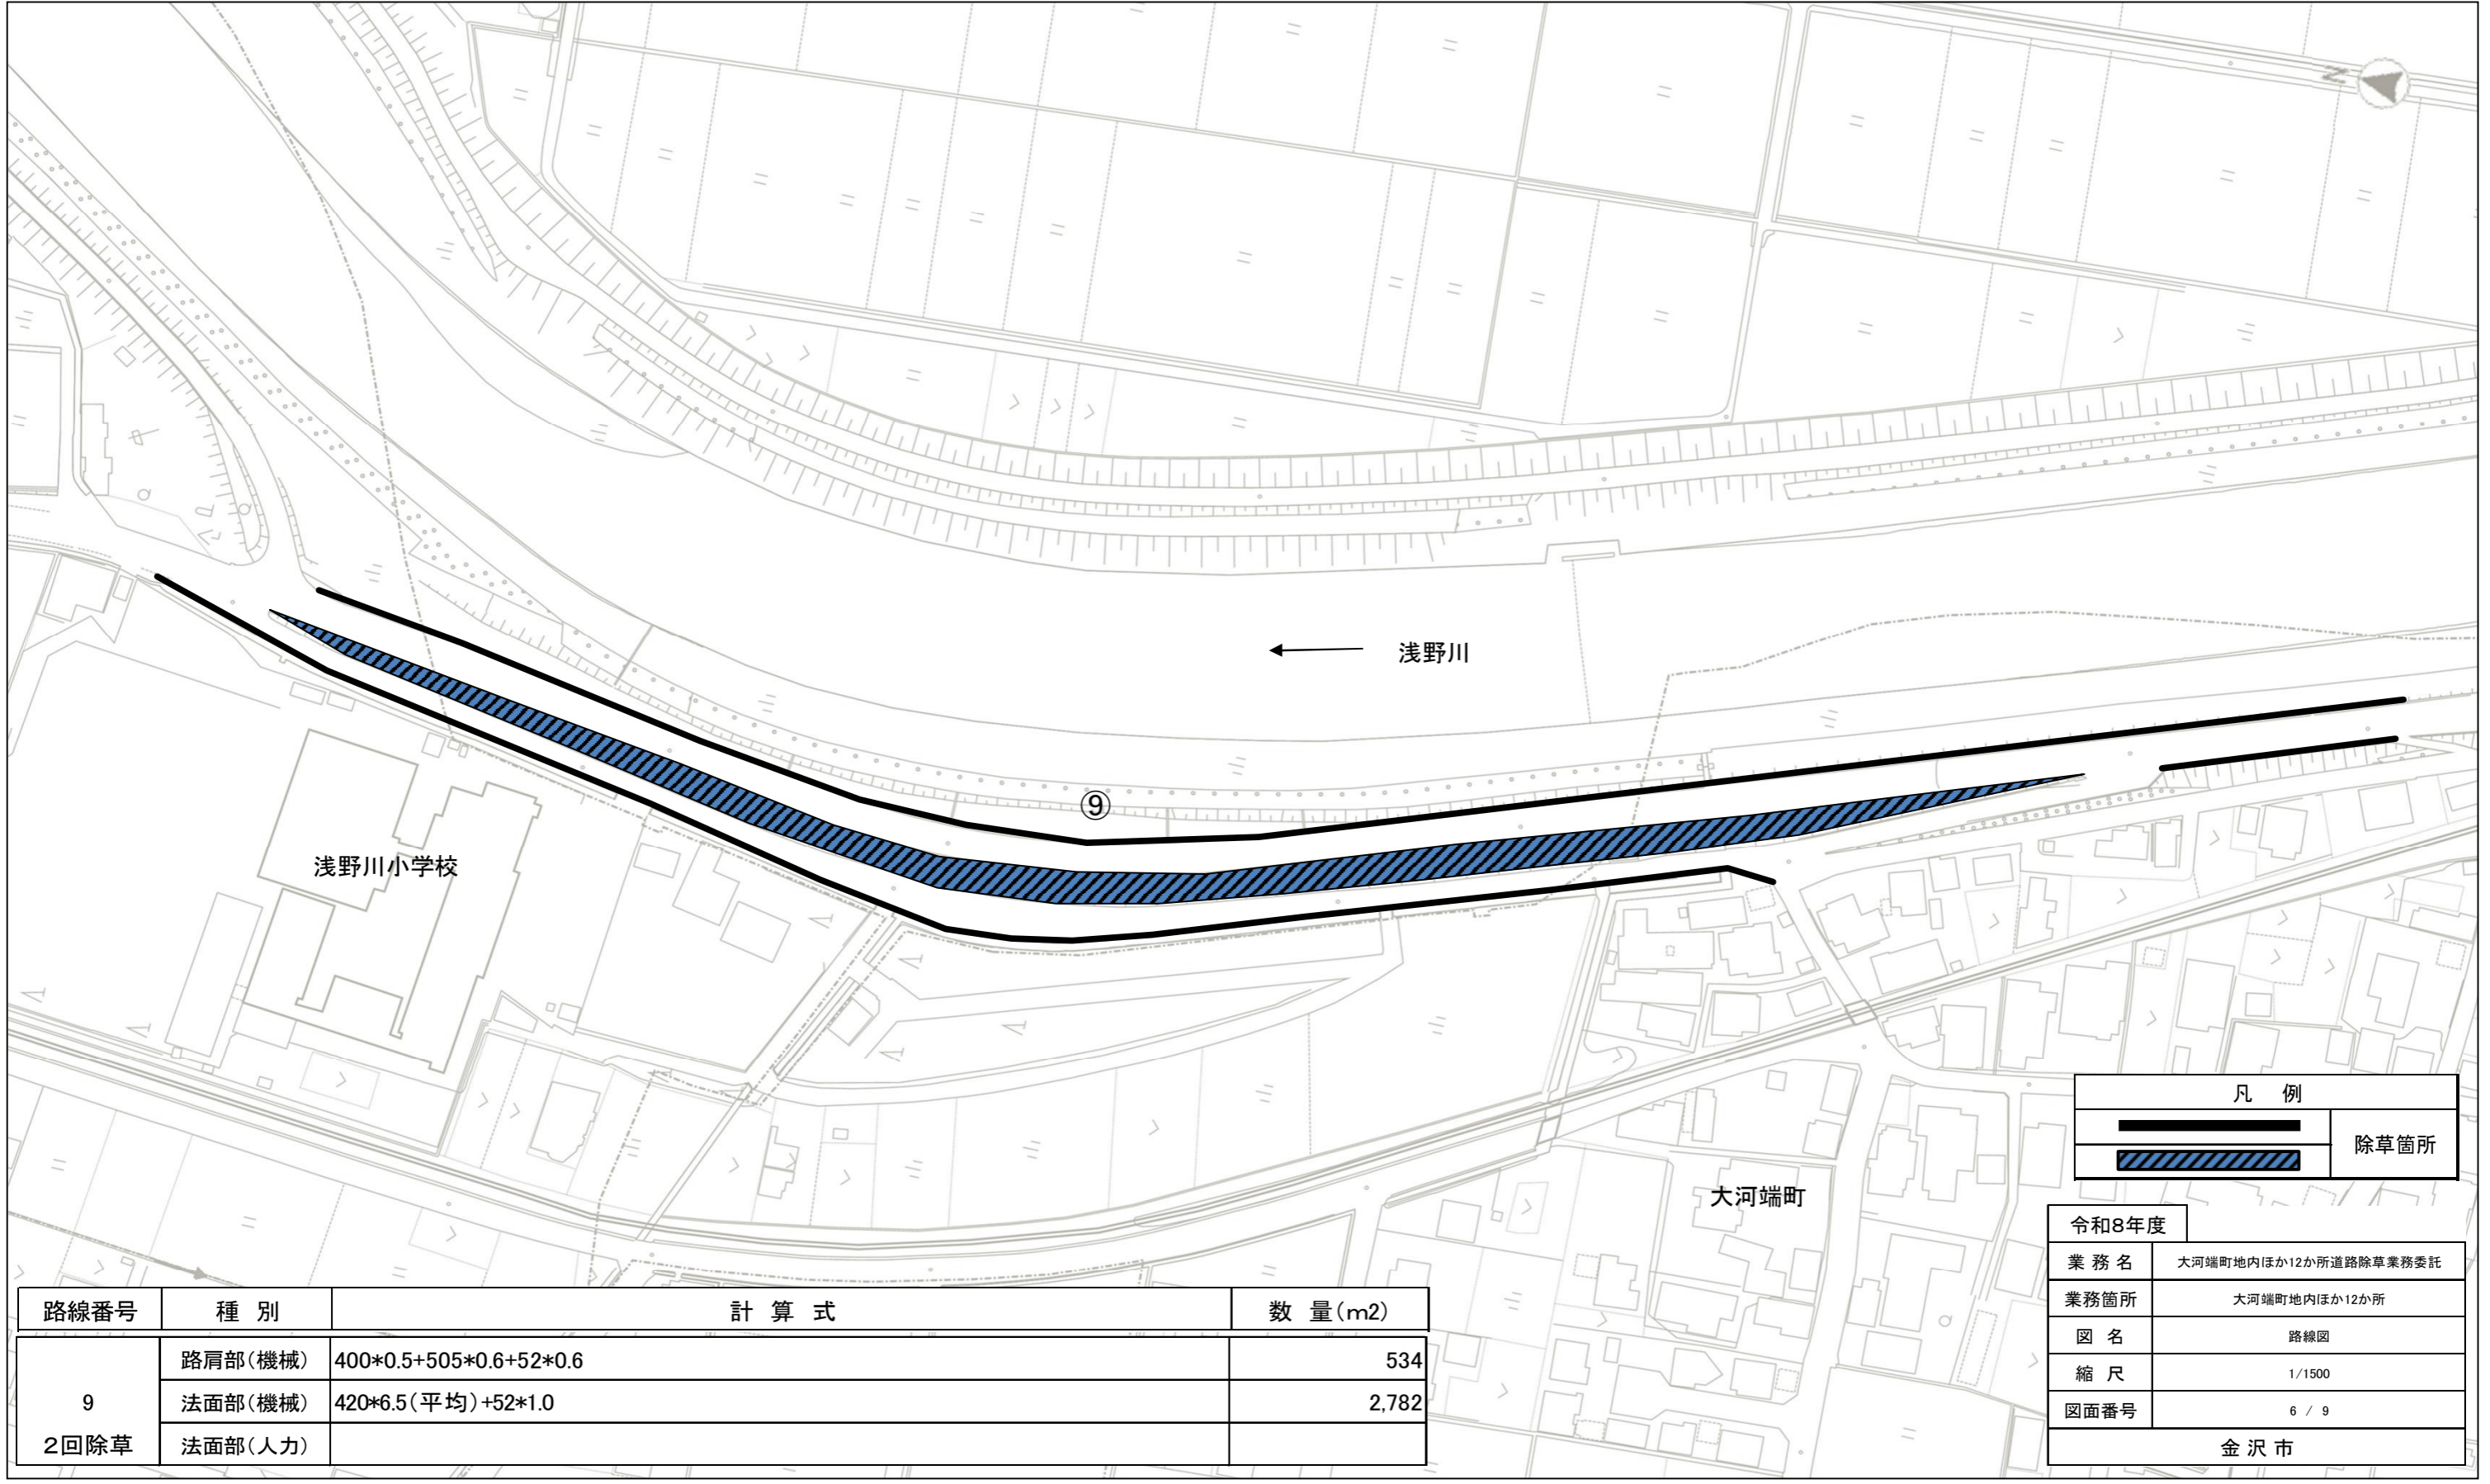 N
浅野川
⑨
浅野川小学校
大河端町
凡 例
除草箇所
令和8年度
業務名 大河端町地内ほか12か所道路除草業務委託
業務箇所 大河端町地内ほか12か所
図 名 路線図
縮 尺 1/1500
図面番号 6 / 9
金沢市
路線番号 種 別 計 算 式 数 量(m2)
9
2回除草
路肩部(機械) 400*0.5+505*0.6+52*0.6 534
法面部(機械) 420*6.5(平均)+52*1.0 2,782
法面部(人力)